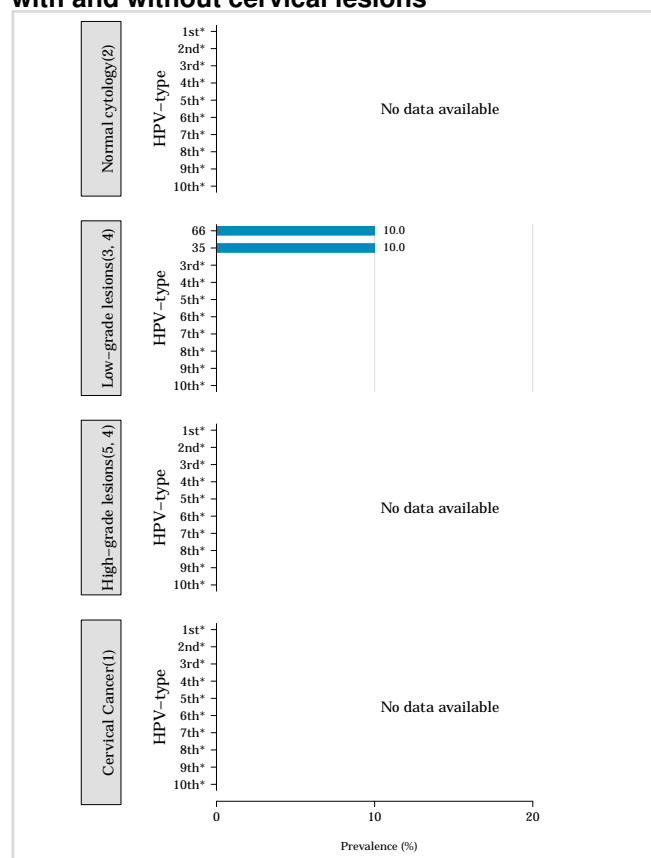 with and without cervical lesions
Normal cytology(2)
HPV−type
1st*
2nd*
3rd*
4th*
5th*
6th*
7th*
8th*
9th*
10th*
No data available
Low−grade lesions(3, 4)
HPV−type
66
35
3rd*
4th*
5th*
6th*
7th*
8th*
9th*
10th*
10.0
10.0
High−grade lesions(5, 4)
HPV−type
1st*
2nd*
3rd*
4th*
5th*
6th*
7th*
8th*
9th*
10th*
No data available
Cervical Cancer(1)
HPV−type
1st*
2nd*
3rd*
4th*
5th*
6th*
7th*
8th*
9th*
10th*
No data available
0 10 20
Prevalence (%)